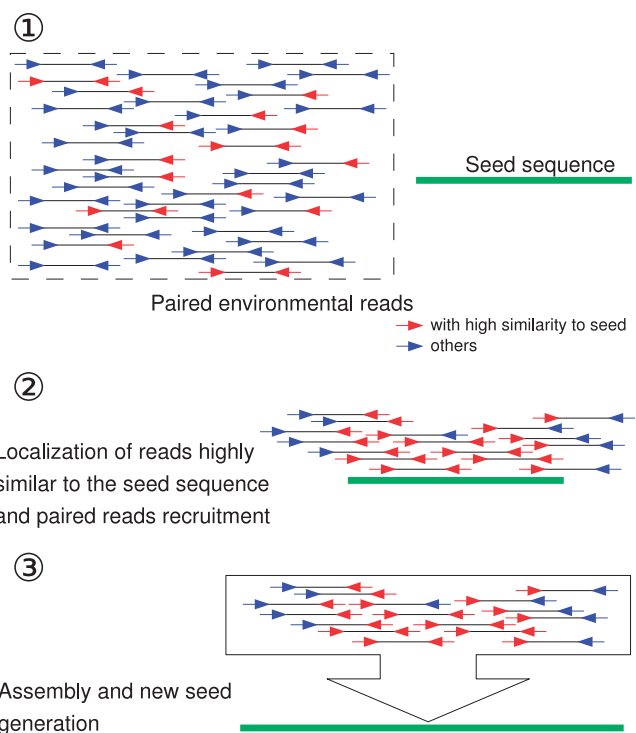 ①
Seed sequence
Paired environmental reads
with high similarity to seed
others
②
Localization of reads highly
similar to the seed sequence
and paired reads recruitment
③
Assembly and new seed
generation